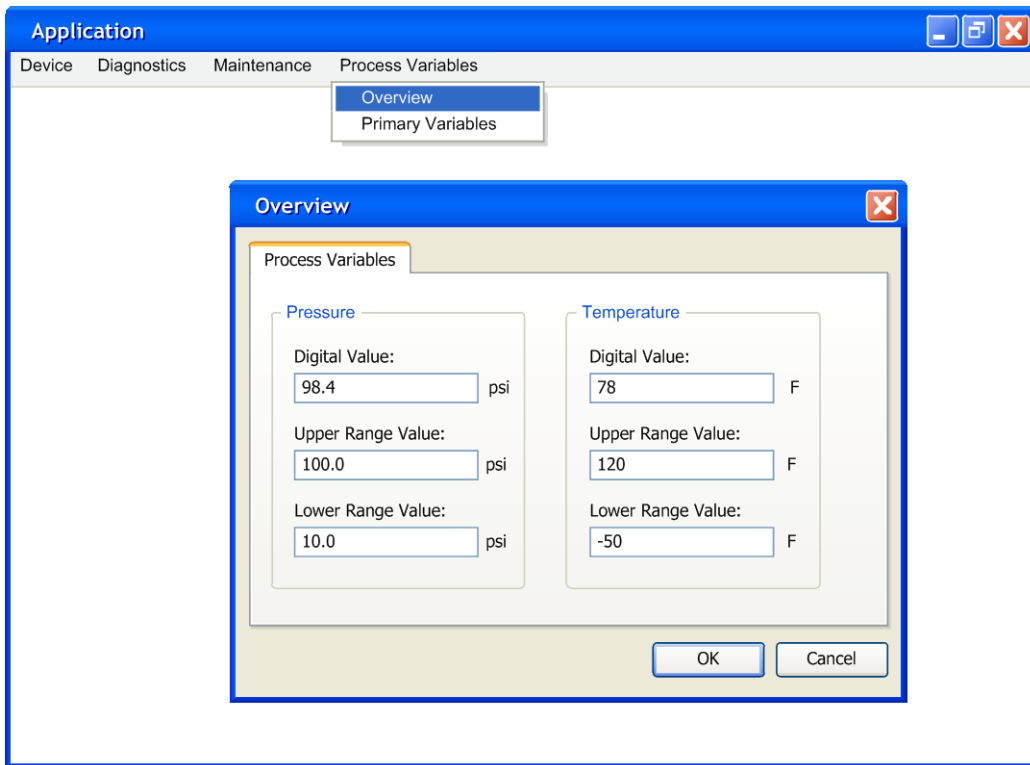 Application
Device Diagnostics Maintenance Process Variables
Overview
Primary Variables
Overview
Process Variables
Pressure
Digital Value:
98.4 psi
Upper Range Value:
100.0 psi
Lower Range Value:
10.0 psi
Temperature
Digital Value:
78 F
Upper Range Value:
120 F
Lower Range Value:
-50 F
OK Cancel